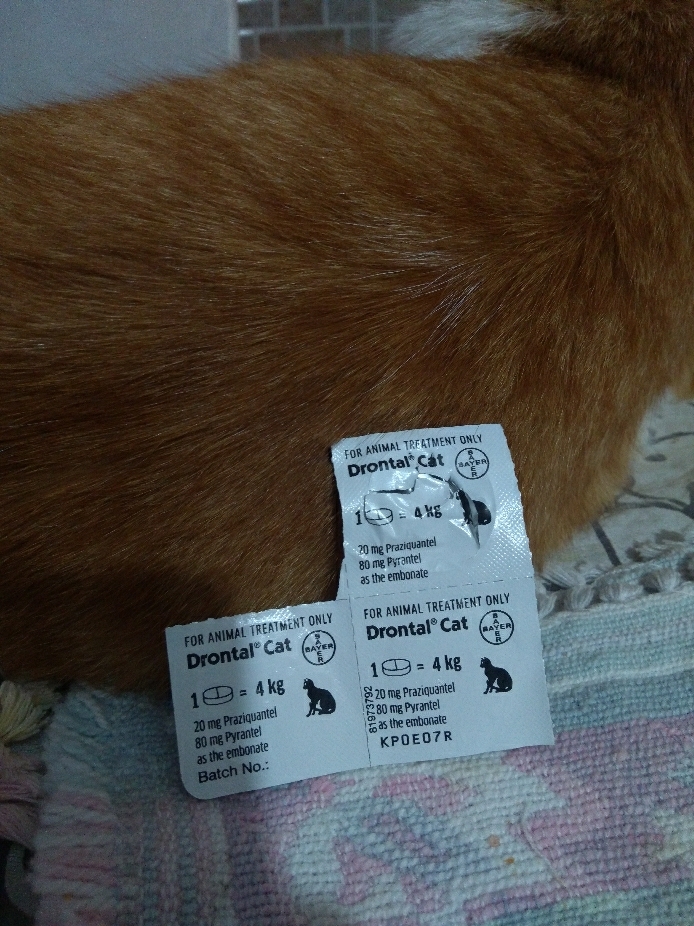 FOR ANIMAL TREATMENT ONLY
Drontal® Cat
BAYER
BAYER
1 = 4 kg
20 mg Praziquantel
80 mg Pyrantel
as the embonate
FOR ANIMAL TREATMENT ONLY
Drontal® Cat
BAYER
BAYER
1 = 4 kg
20 mg Praziquantel
80 mg Pyrantel
as the embonate
Batch No.:
FOR ANIMAL TREATMENT ONLY
Drontal® Cat
BAYER
BAYER
1 = 4 kg
20 mg Praziquantel
80 mg Pyrantel
as the embonate
81973792
KP0E07R